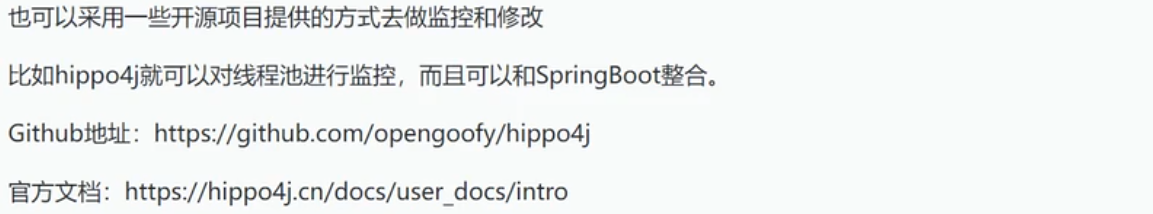 也可以采用一些开源项目提供的方式去做监控和修改
比如hippo4j就可以对线程池进行监控，而且可以和SpringBoot整合。
Github地址：https://github.com/opengoofy/hippo4j
官方文档：https://hippo4j.cn/docs/user_docs/intro